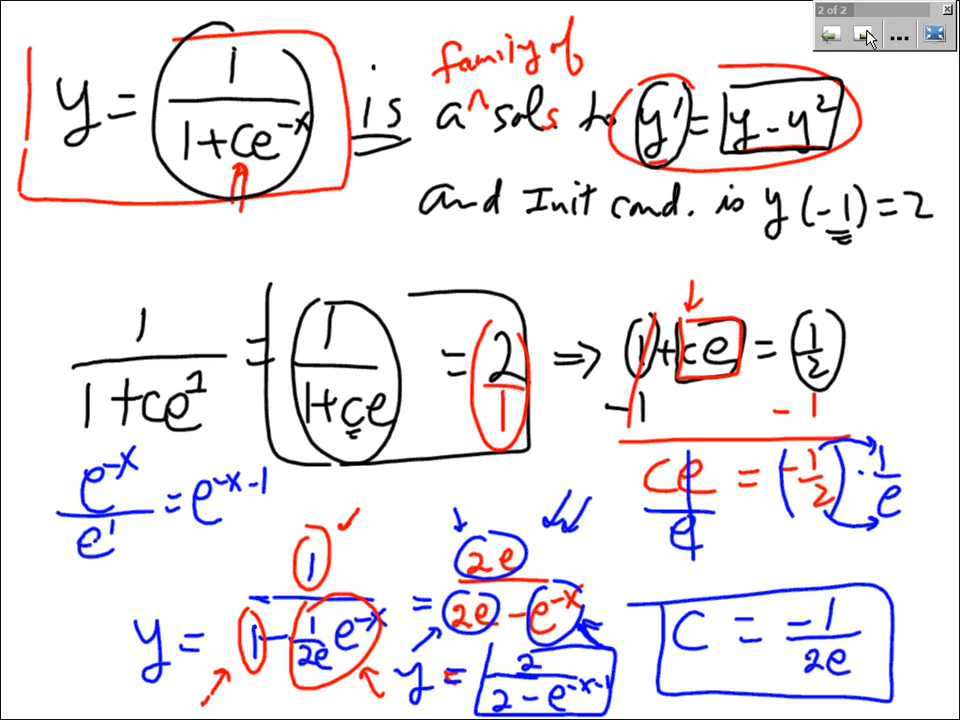 2 of 2
family of
y = 1/(1+ce^{-x}) is a ^ sols to y' = y - y^2
and Init cond. is y(-1) = 2
1/(1+ce^1) = 1/(1+ce) = 2/1 ⇒ 1+ce = 1/2
-1 -1
ce/e = (-1/2) · 1/e
e^{-x}/e^1 = e^{-x-1}
y = 1/(1 - 1/(2e) e^{-x}) = 2e/(2e - e^{-x})
c = -1/(2e)
y = 2/(2 - e^{-x-1})